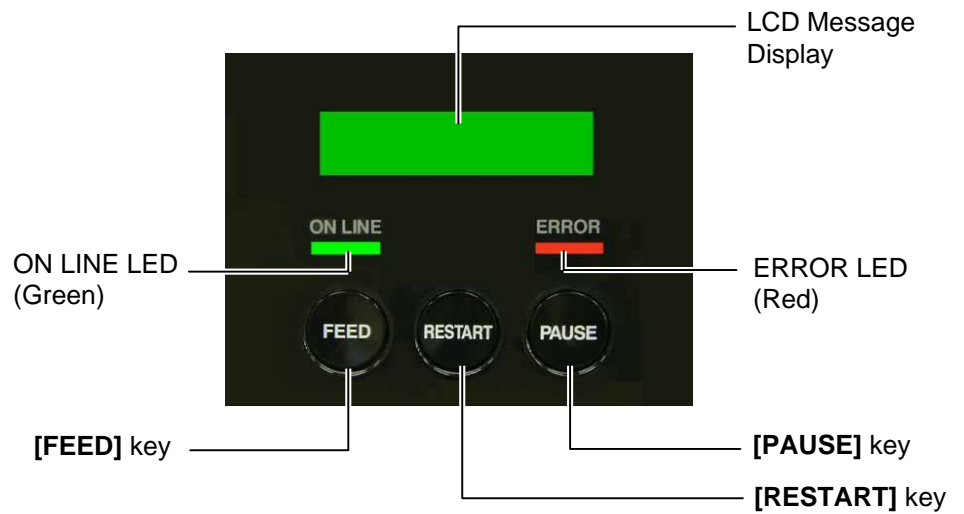 LCD Message
Display
ON LINE
ERROR
ON LINE LED
(Green)
ERROR LED
(Red)
FEED
RESTART
PAUSE
[FEED] key
[PAUSE] key
[RESTART] key